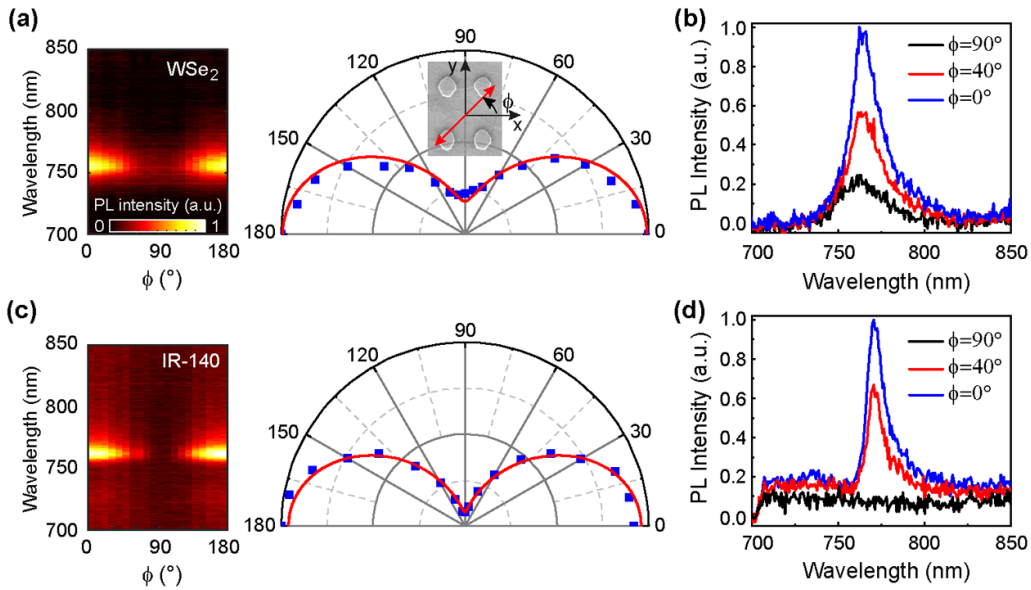 (a)
850
800
750
700
Wavelength (nm)
WSe₂
PL intensity (a.u.)
0 1
0 90 180
ϕ (°)
90
120
60
150
30
180
0
y
ϕ
x
(b)
1.0
0.8
0.6
0.4
0.2
0.0
PL Intensity (a.u.)
ϕ=90°
ϕ=40°
ϕ=0°
700 750 800 850
Wavelength (nm)
(c)
850
800
750
700
Wavelength (nm)
IR-140
0 90 180
ϕ (°)
90
120
60
150
30
180
0
(d)
1.0
0.8
0.6
0.4
0.2
0.0
PL Intensity (a.u.)
ϕ=90°
ϕ=40°
ϕ=0°
700 750 800 850
Wavelength (nm)